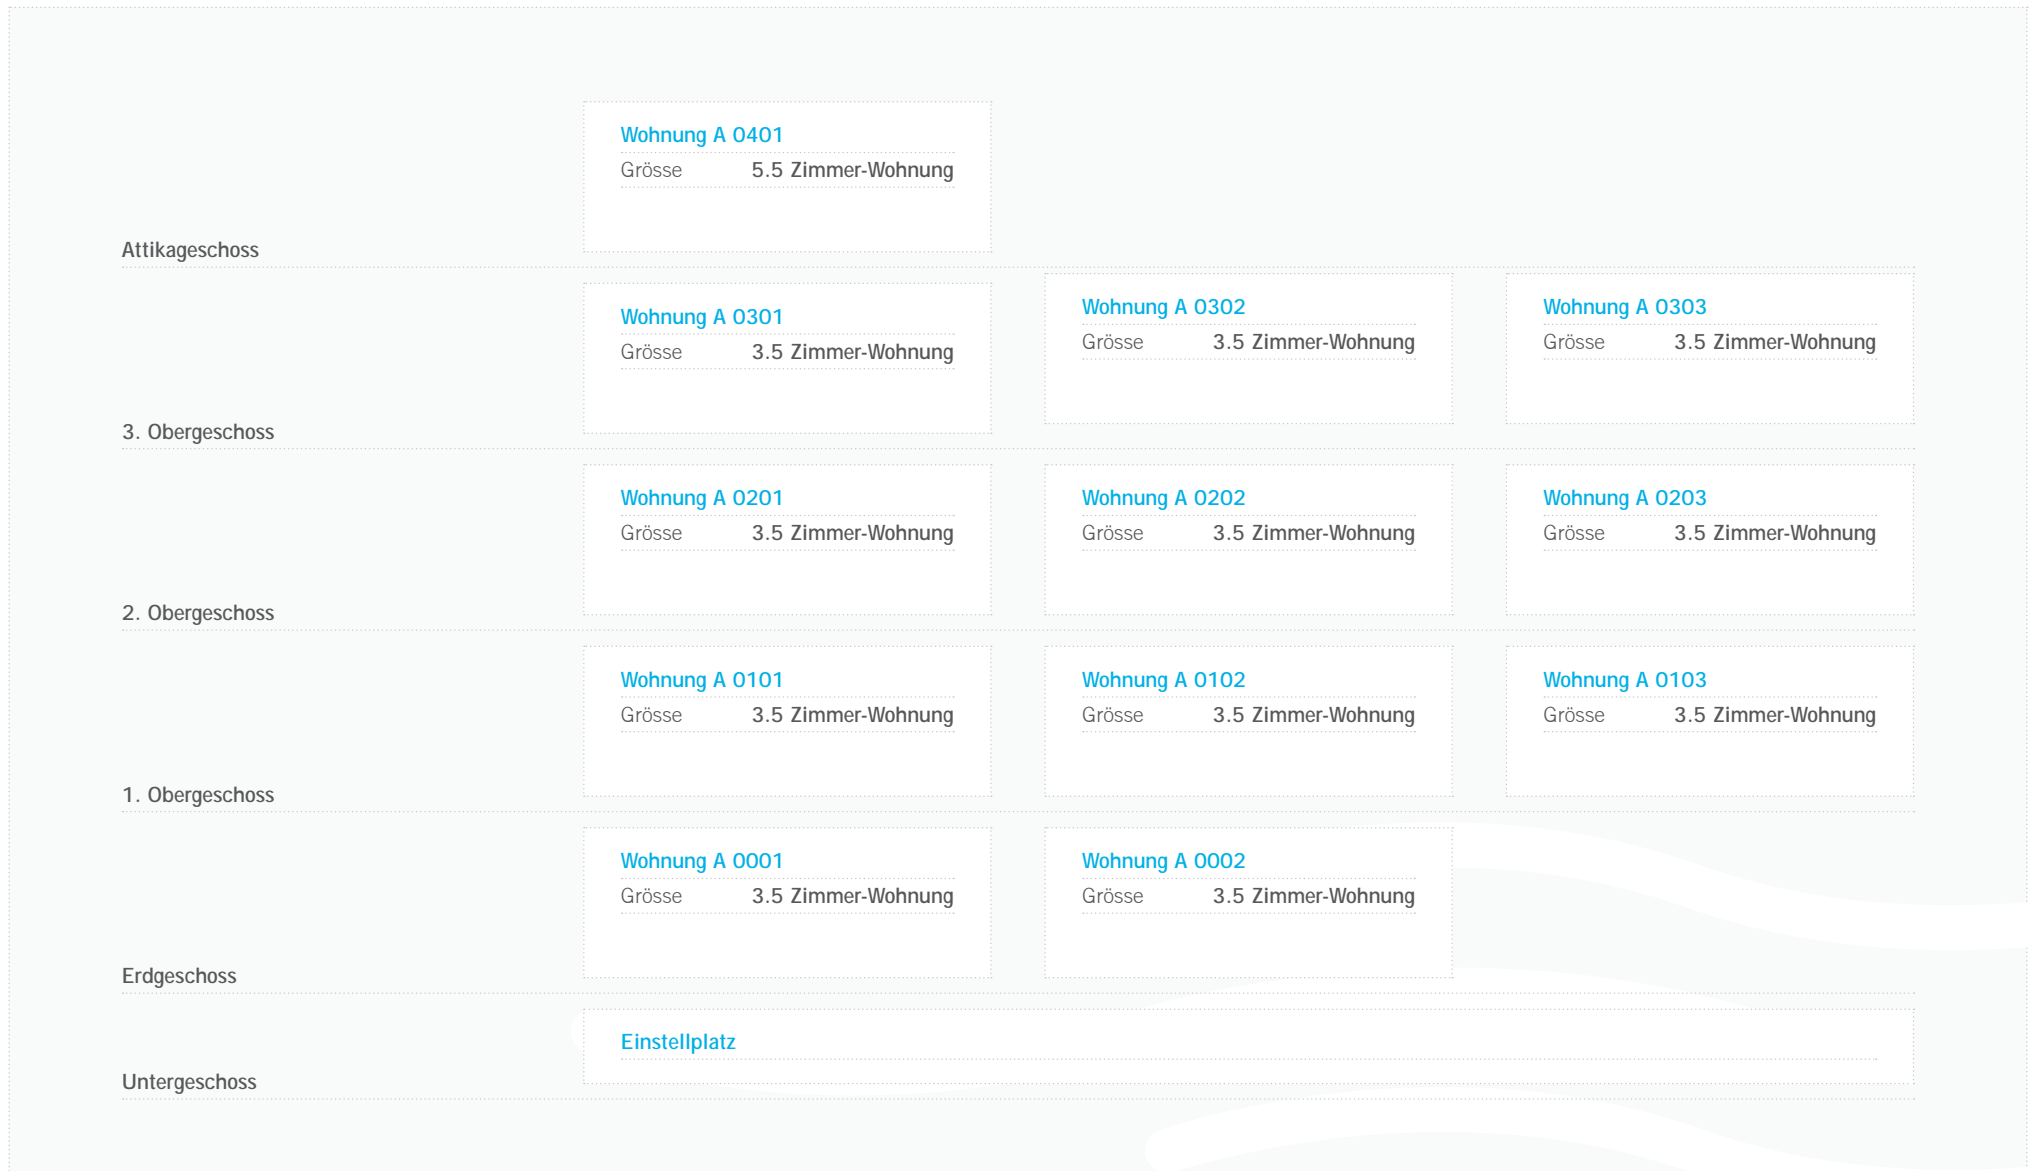 Wohnung A 0401
Grösse 5.5 Zimmer-Wohnung
Attikageschoss
Wohnung A 0301
Grösse 3.5 Zimmer-Wohnung
Wohnung A 0302
Grösse 3.5 Zimmer-Wohnung
Wohnung A 0303
Grösse 3.5 Zimmer-Wohnung
3. Obergeschoss
Wohnung A 0201
Grösse 3.5 Zimmer-Wohnung
Wohnung A 0202
Grösse 3.5 Zimmer-Wohnung
Wohnung A 0203
Grösse 3.5 Zimmer-Wohnung
2. Obergeschoss
Wohnung A 0101
Grösse 3.5 Zimmer-Wohnung
Wohnung A 0102
Grösse 3.5 Zimmer-Wohnung
Wohnung A 0103
Grösse 3.5 Zimmer-Wohnung
1. Obergeschoss
Wohnung A 0001
Grösse 3.5 Zimmer-Wohnung
Wohnung A 0002
Grösse 3.5 Zimmer-Wohnung
Erdgeschoss
Einstellplatz
Untergeschoss